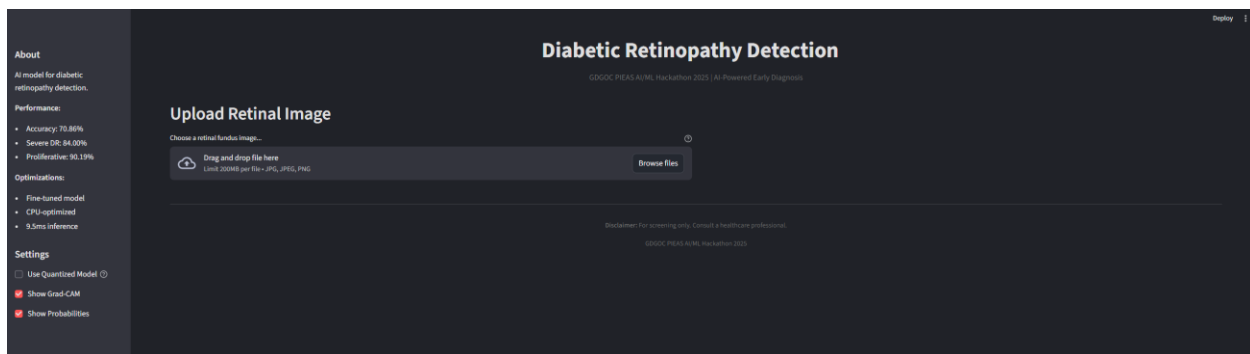 Deploy
About
AI model for diabetic
retinopathy detection.
Performance:
• Accuracy: 70.86%
• Severe DR: 84.00%
• Proliferative: 90.19%
Optimizations:
• Fine-tuned model
• CPU-optimized
• 9.5ms inference
Settings
Use Quantized Model
Show Grad-CAM
Show Probabilities
Diabetic Retinopathy Detection
GDGOC PIEAS AI/ML Hackathon 2025 | AI-Powered Early Diagnosis
Upload Retinal Image
Choose a retinal fundus image...
Drag and drop file here
Limit 200MB per file • JPG, JPEG, PNG
Browse files
Disclaimer: For screening only. Consult a healthcare professional.
GDGOC PIEAS AI/ML Hackathon 2025